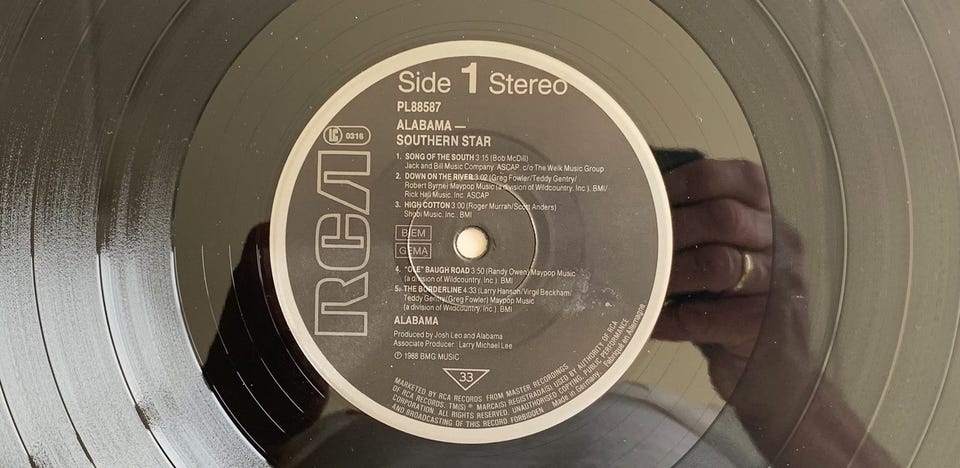 Side 1 Stereo
PL88587
ALABAMA —
SOUTHERN STAR
LC 0316
RCA
1. SONG OF THE SOUTH 3:15 (Bob McDill)
Jack and Bill Music Company. ASCAP. c/o The Welk Music Group
2. DOWN ON THE RIVER 3:02 (Greg Fowler/Teddy Gentry/
Robert Byrne) Maypop Music (a division of Wildcountry, Inc.). BMI/
Rick Hall Music. Inc. ASCAP
3. HIGH COTTON 3:00 (Roger Murrah/Scott Anders)
Shobi Music, Inc. BMI
BIEM
GEMA
4. "OLE" BAUGH ROAD 3:50 (Randy Owen) Maypop Music
(a division of Wildcountry, Inc.). BMI
5. THE BORDERLINE 4:33 (Larry Hanson/Virgil Beckham/
Teddy Gentry/Greg Fowler) Maypop Music
(a division of Wildcountry, Inc.). BMI
ALABAMA
Produced by Josh Leo and Alabama
Associate Producer: Larry Michael Lee
℗ 1988 BMG MUSIC
33
MARKETED BY RCA RECORDS FROM MASTER RECORDINGS
OF RCA RECORDS. TM(S) ® MARCA(S) REGISTRADA(S) USED BY AUTHORITY OF RCA
CORPORATION. ALL RIGHTS RESERVED. UNAUTHORISED COPYING, PUBLIC PERFORMANCE
AND BROADCASTING OF THIS RECORD FORBIDDEN Made in Germany Fabriqué en Allemagne